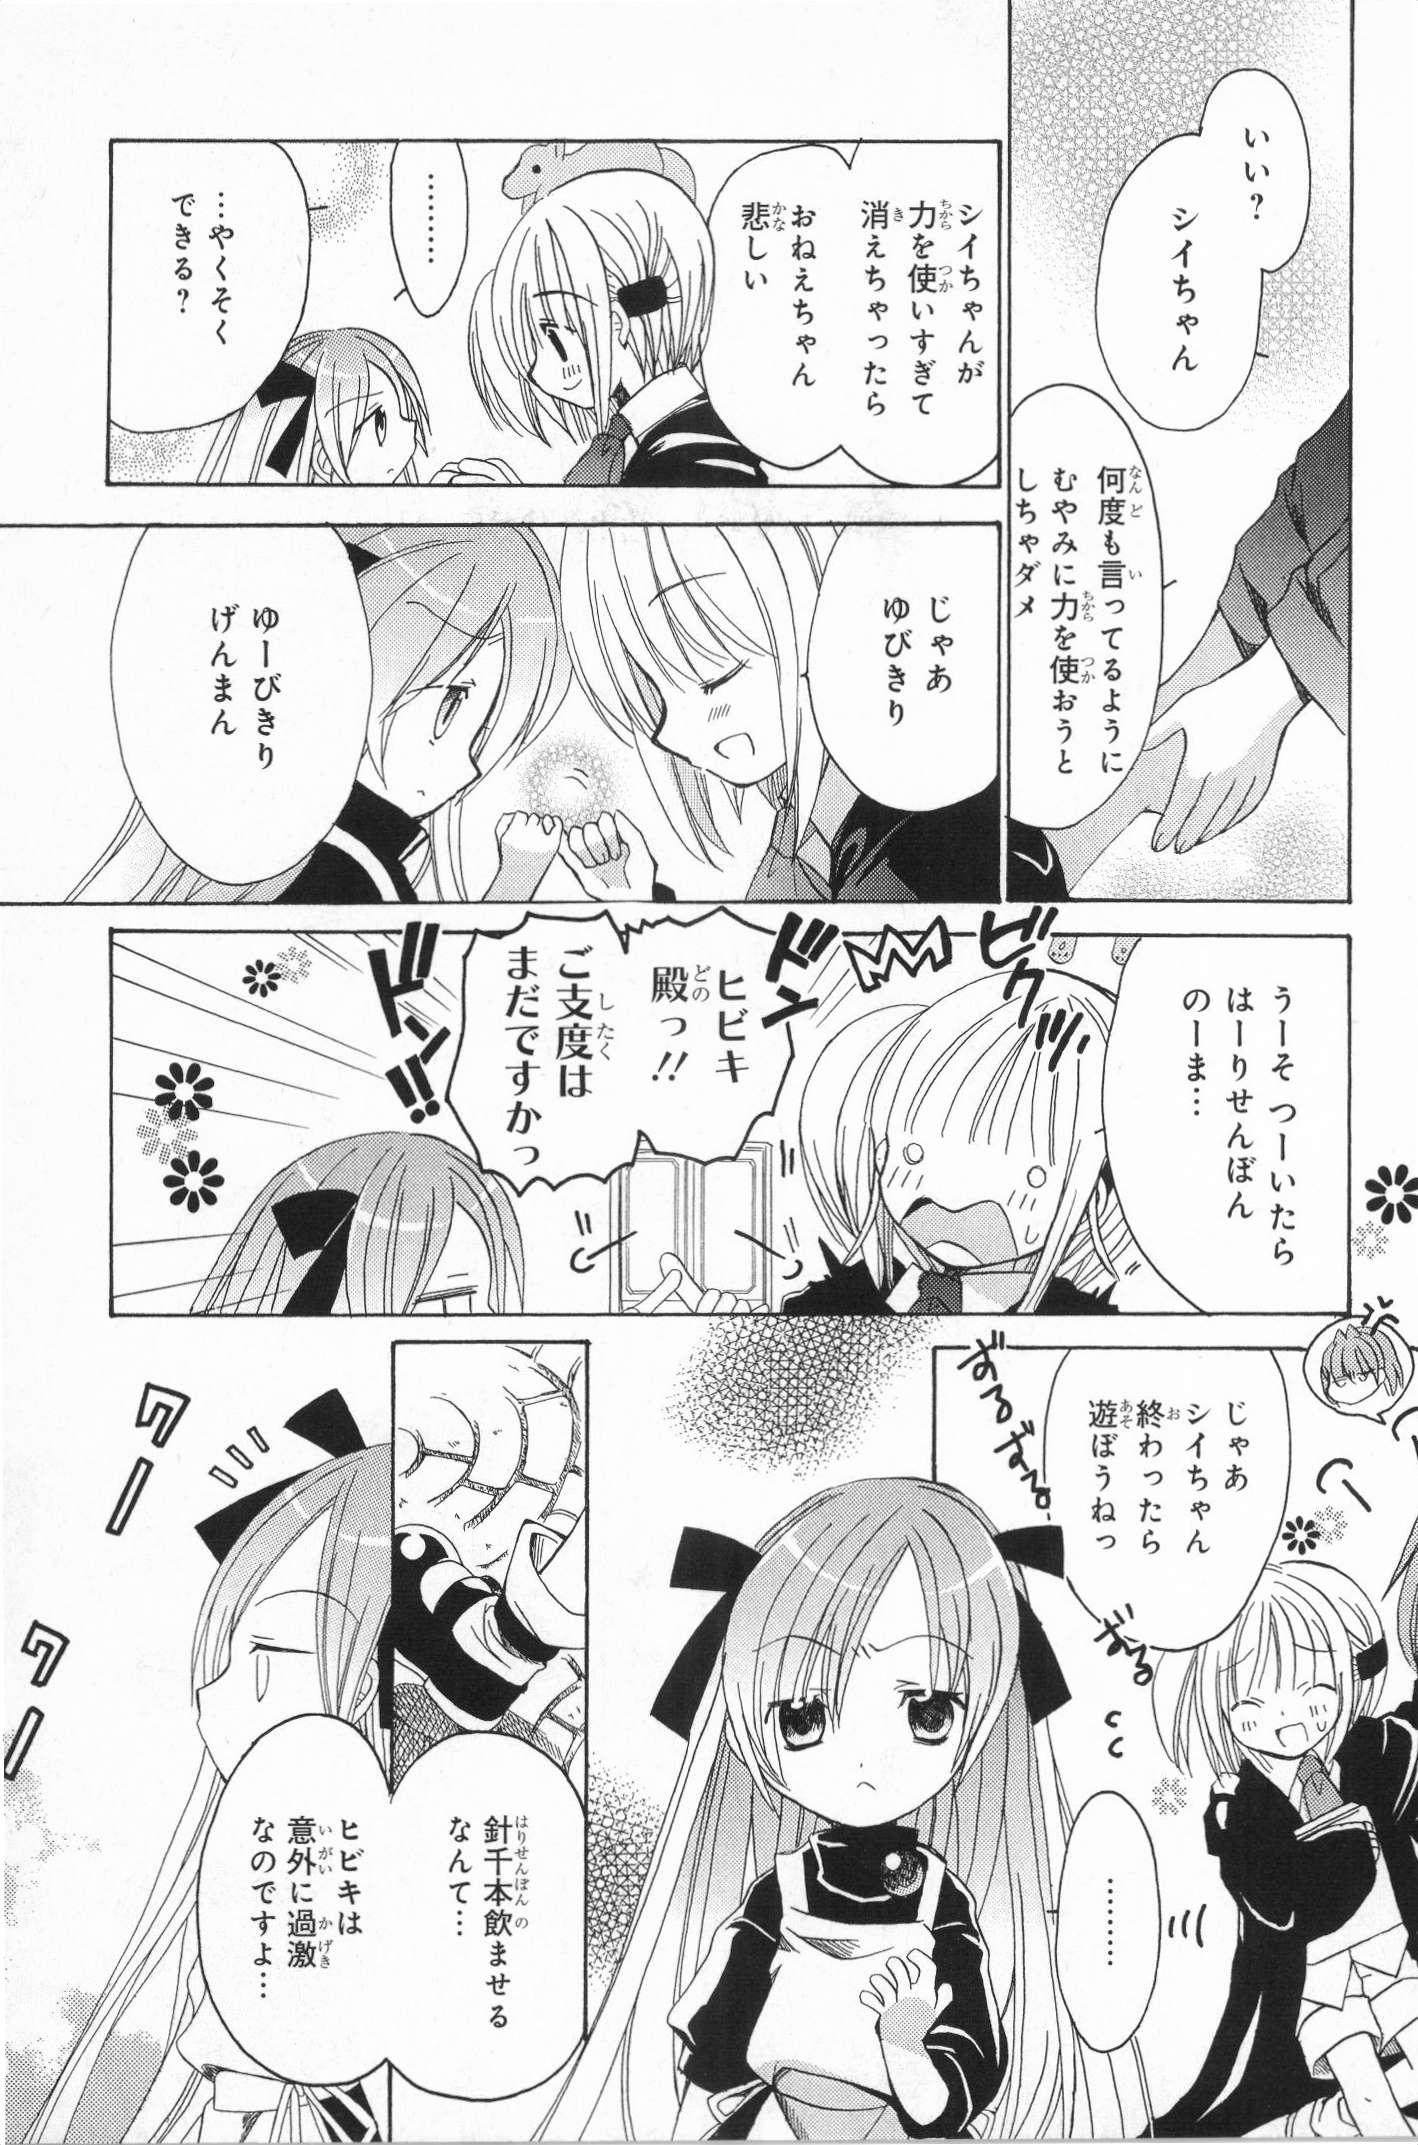 いい?
シイちゃん
何度も言ってるように
むやみに力を使おうと
しちゃダメ
シイちゃんが
力を使いすぎて
消えちゃったら
おねえちゃん
悲しい
………
…やくそく
できる?
じゃあ
ゆびきり
ゆーびきり
げんまん
うーそつーいたら
はーりせんぼん
のーま…
ビクッ
ドン
ドンッ!!
ヒビキ
殿っ!!
ご支度は
まだですかっ
じゃあ
シイちゃん
終わったら
遊ぼうねっ
ずるずる
ずる
………
針千本飲ませる
なんて…
ヒビキは
意外に過激
なのですよ…
ワー
ワー